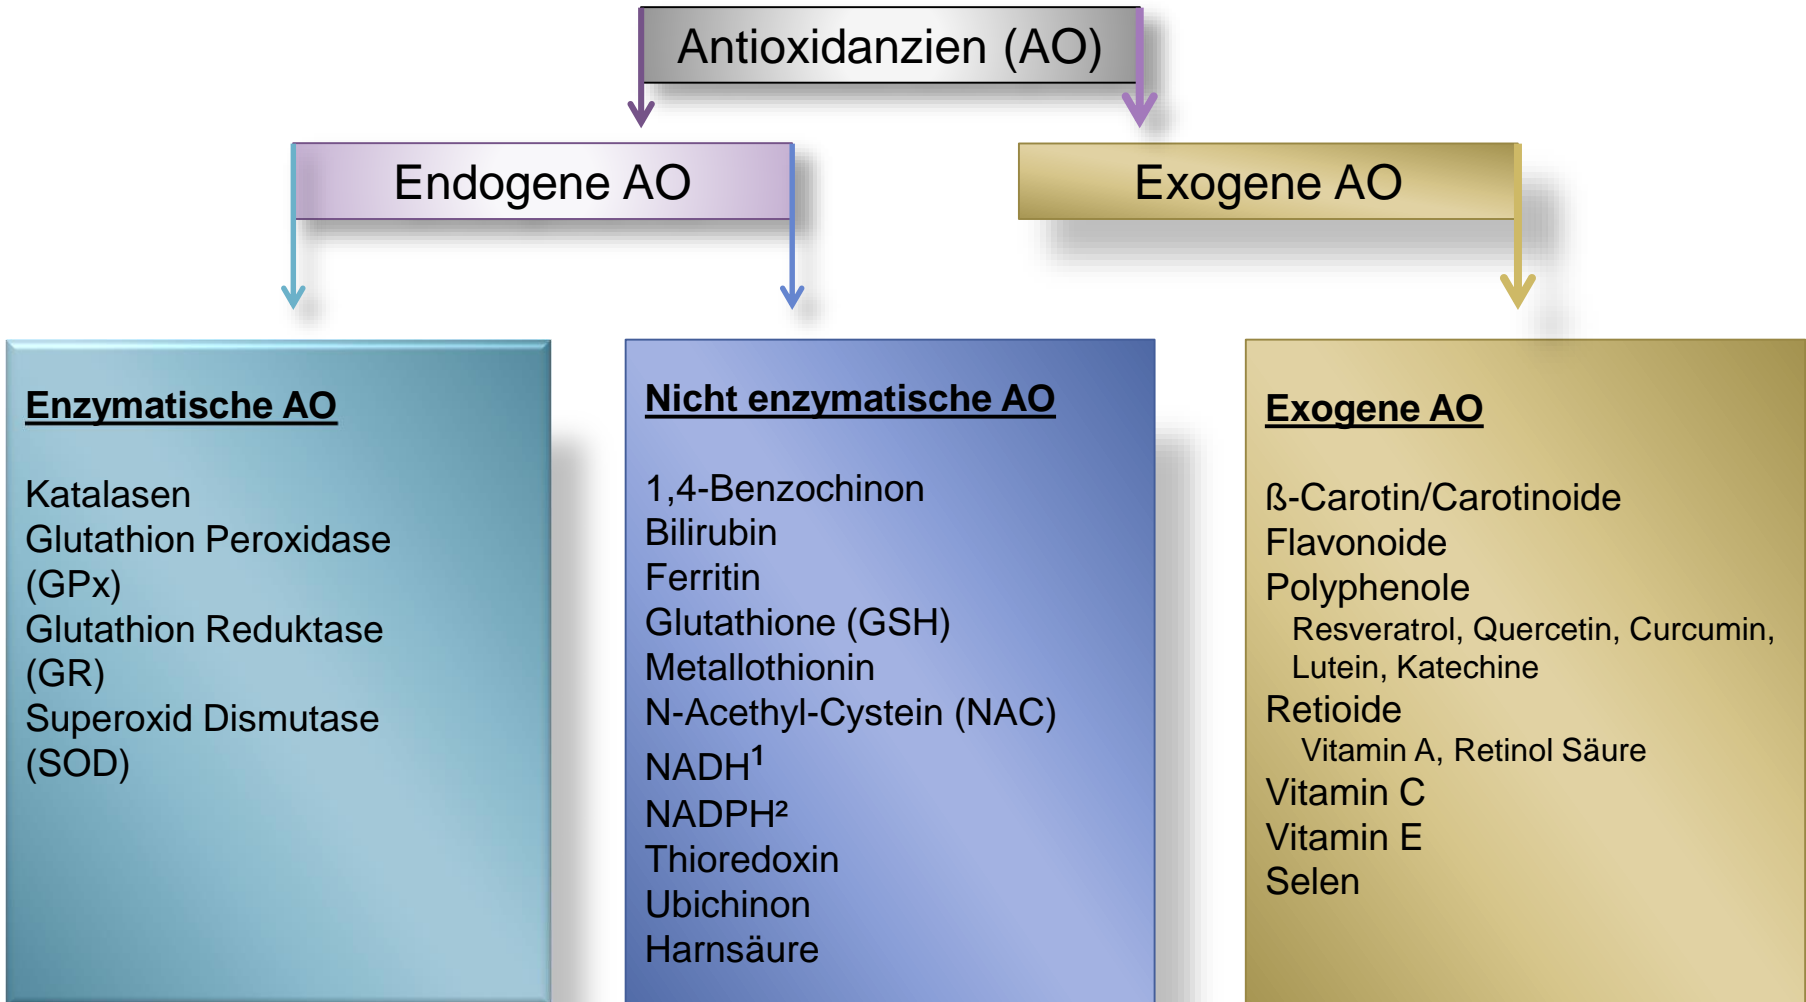 Antioxidanzien (AO)
Endogene AO
Exogene AO
Enzymatische AO
Katalasen
Glutathion Peroxidase
(GPx)
Glutathion Reduktase
(GR)
Superoxid Dismutase
(SOD)
Nicht enzymatische AO
1,4-Benzochinon
Bilirubin
Ferritin
Glutathione (GSH)
Metallothionin
N-Acethyl-Cystein (NAC)
NADH¹
NADPH²
Thioredoxin
Ubichinon
Harnsäure
Exogene AO
ß-Carotin/Carotinoide
Flavonoide
Polyphenole
Resveratrol, Quercetin, Curcumin,
Lutein, Katechine
Retioide
Vitamin A, Retinol Säure
Vitamin C
Vitamin E
Selen